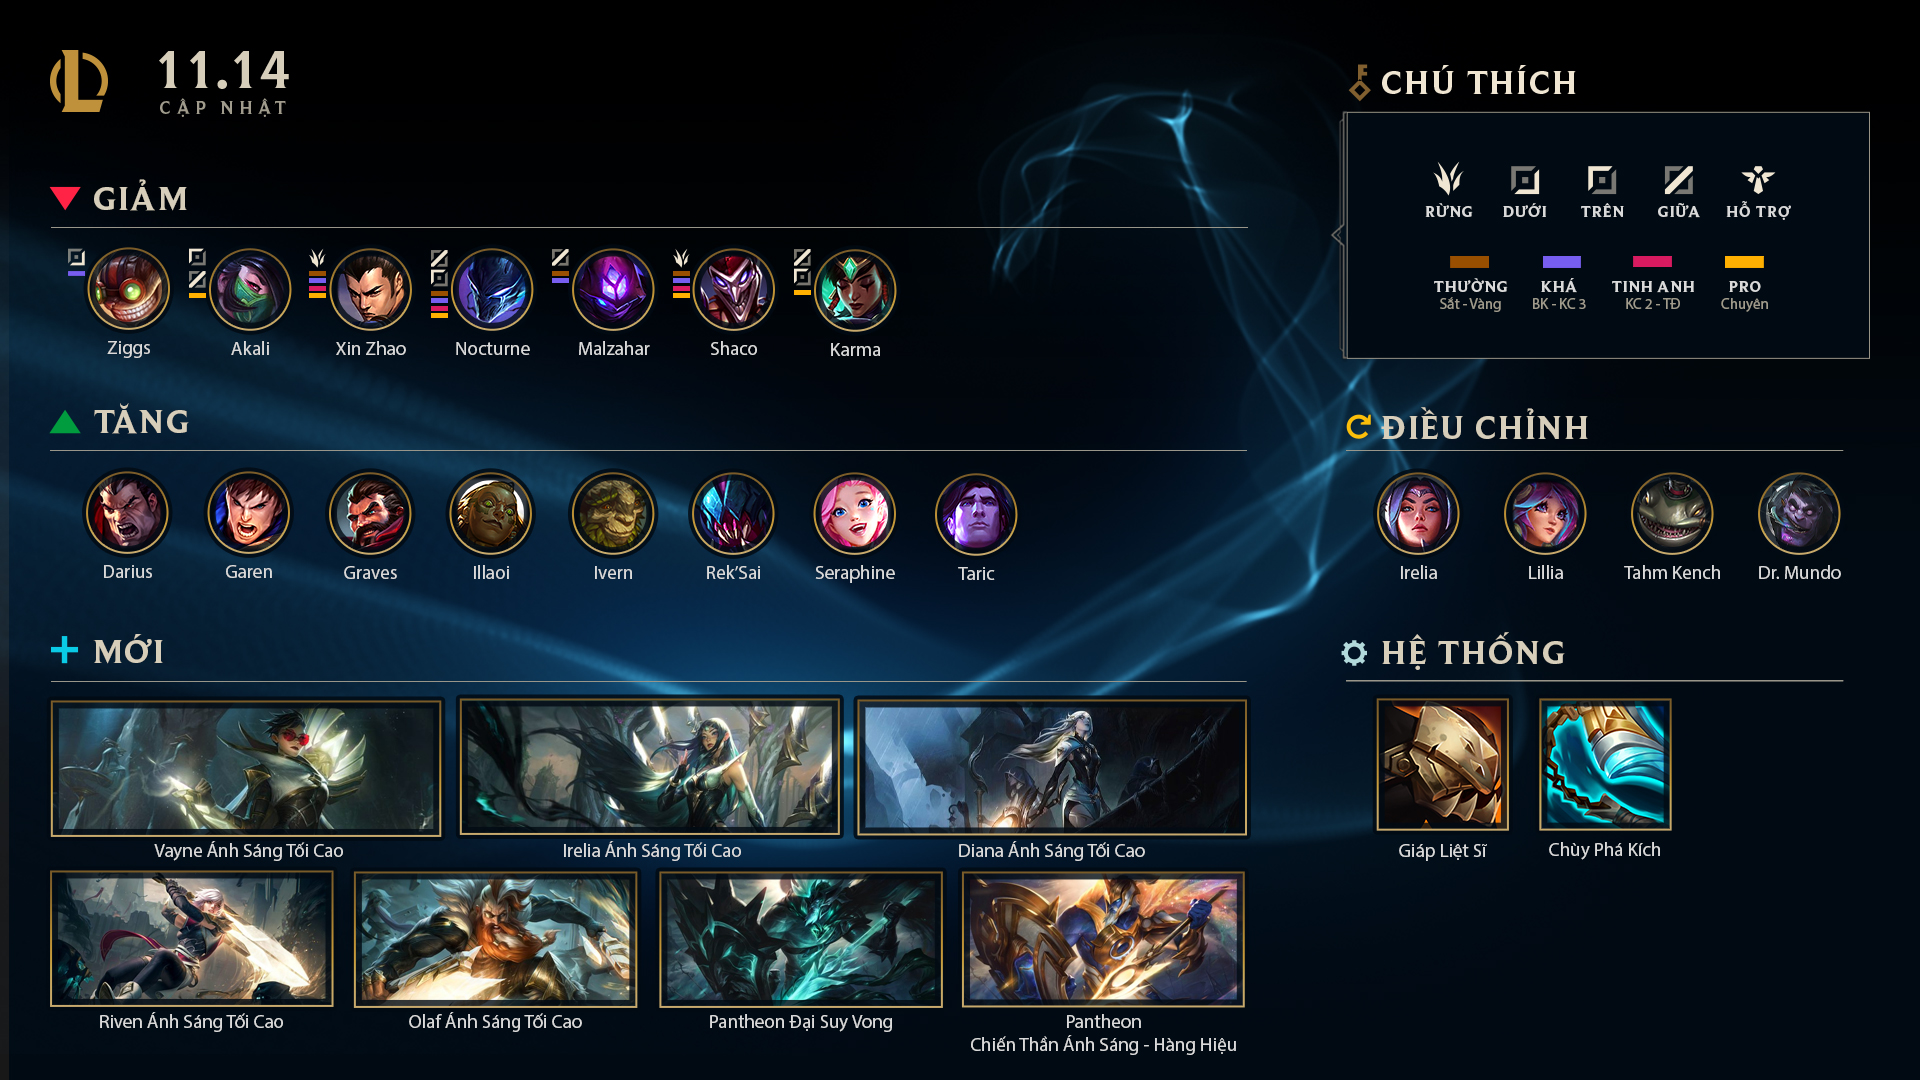 11.14
CẬP NHẬT
GIẢM
Ziggs
Akali
Xin Zhao
Nocturne
Malzahar
Shaco
Karma
TĂNG
Darius
Garen
Graves
Illaoi
Ivern
Rek’Sai
Seraphine
Taric
MỚI
Vayne Ánh Sáng Tối Cao
Irelia Ánh Sáng Tối Cao
Diana Ánh Sáng Tối Cao
Riven Ánh Sáng Tối Cao
Olaf Ánh Sáng Tối Cao
Pantheon Đại Suy Vong
Pantheon
Chiến Thần Ánh Sáng - Hàng Hiệu
CHÚ THÍCH
RỪNG
DƯỚI
TRÊN
GIỮA
HỖ TRỢ
THƯỜNG
Sắt - Vàng
KHÁ
BK - KC 3
TINH ANH
KC 2 - TĐ
PRO
Chuyên
ĐIỀU CHỈNH
Irelia
Lillia
Tahm Kench
Dr. Mundo
HỆ THỐNG
Giáp Liệt Sĩ
Chùy Phá Kích